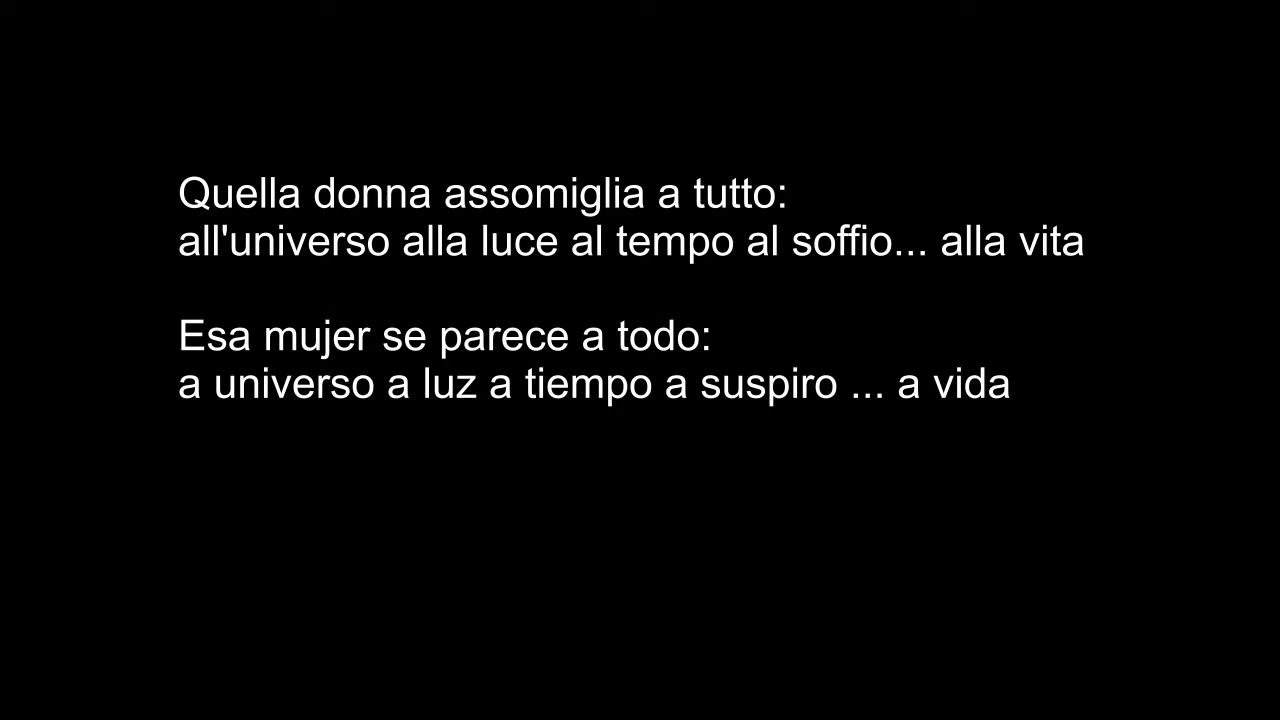 Quella donna assomiglia a tutto:
all'universo alla luce al tempo al soffio... alla vita
Esa mujer se parece a todo:
a universo a luz a tiempo a suspiro ... a vida